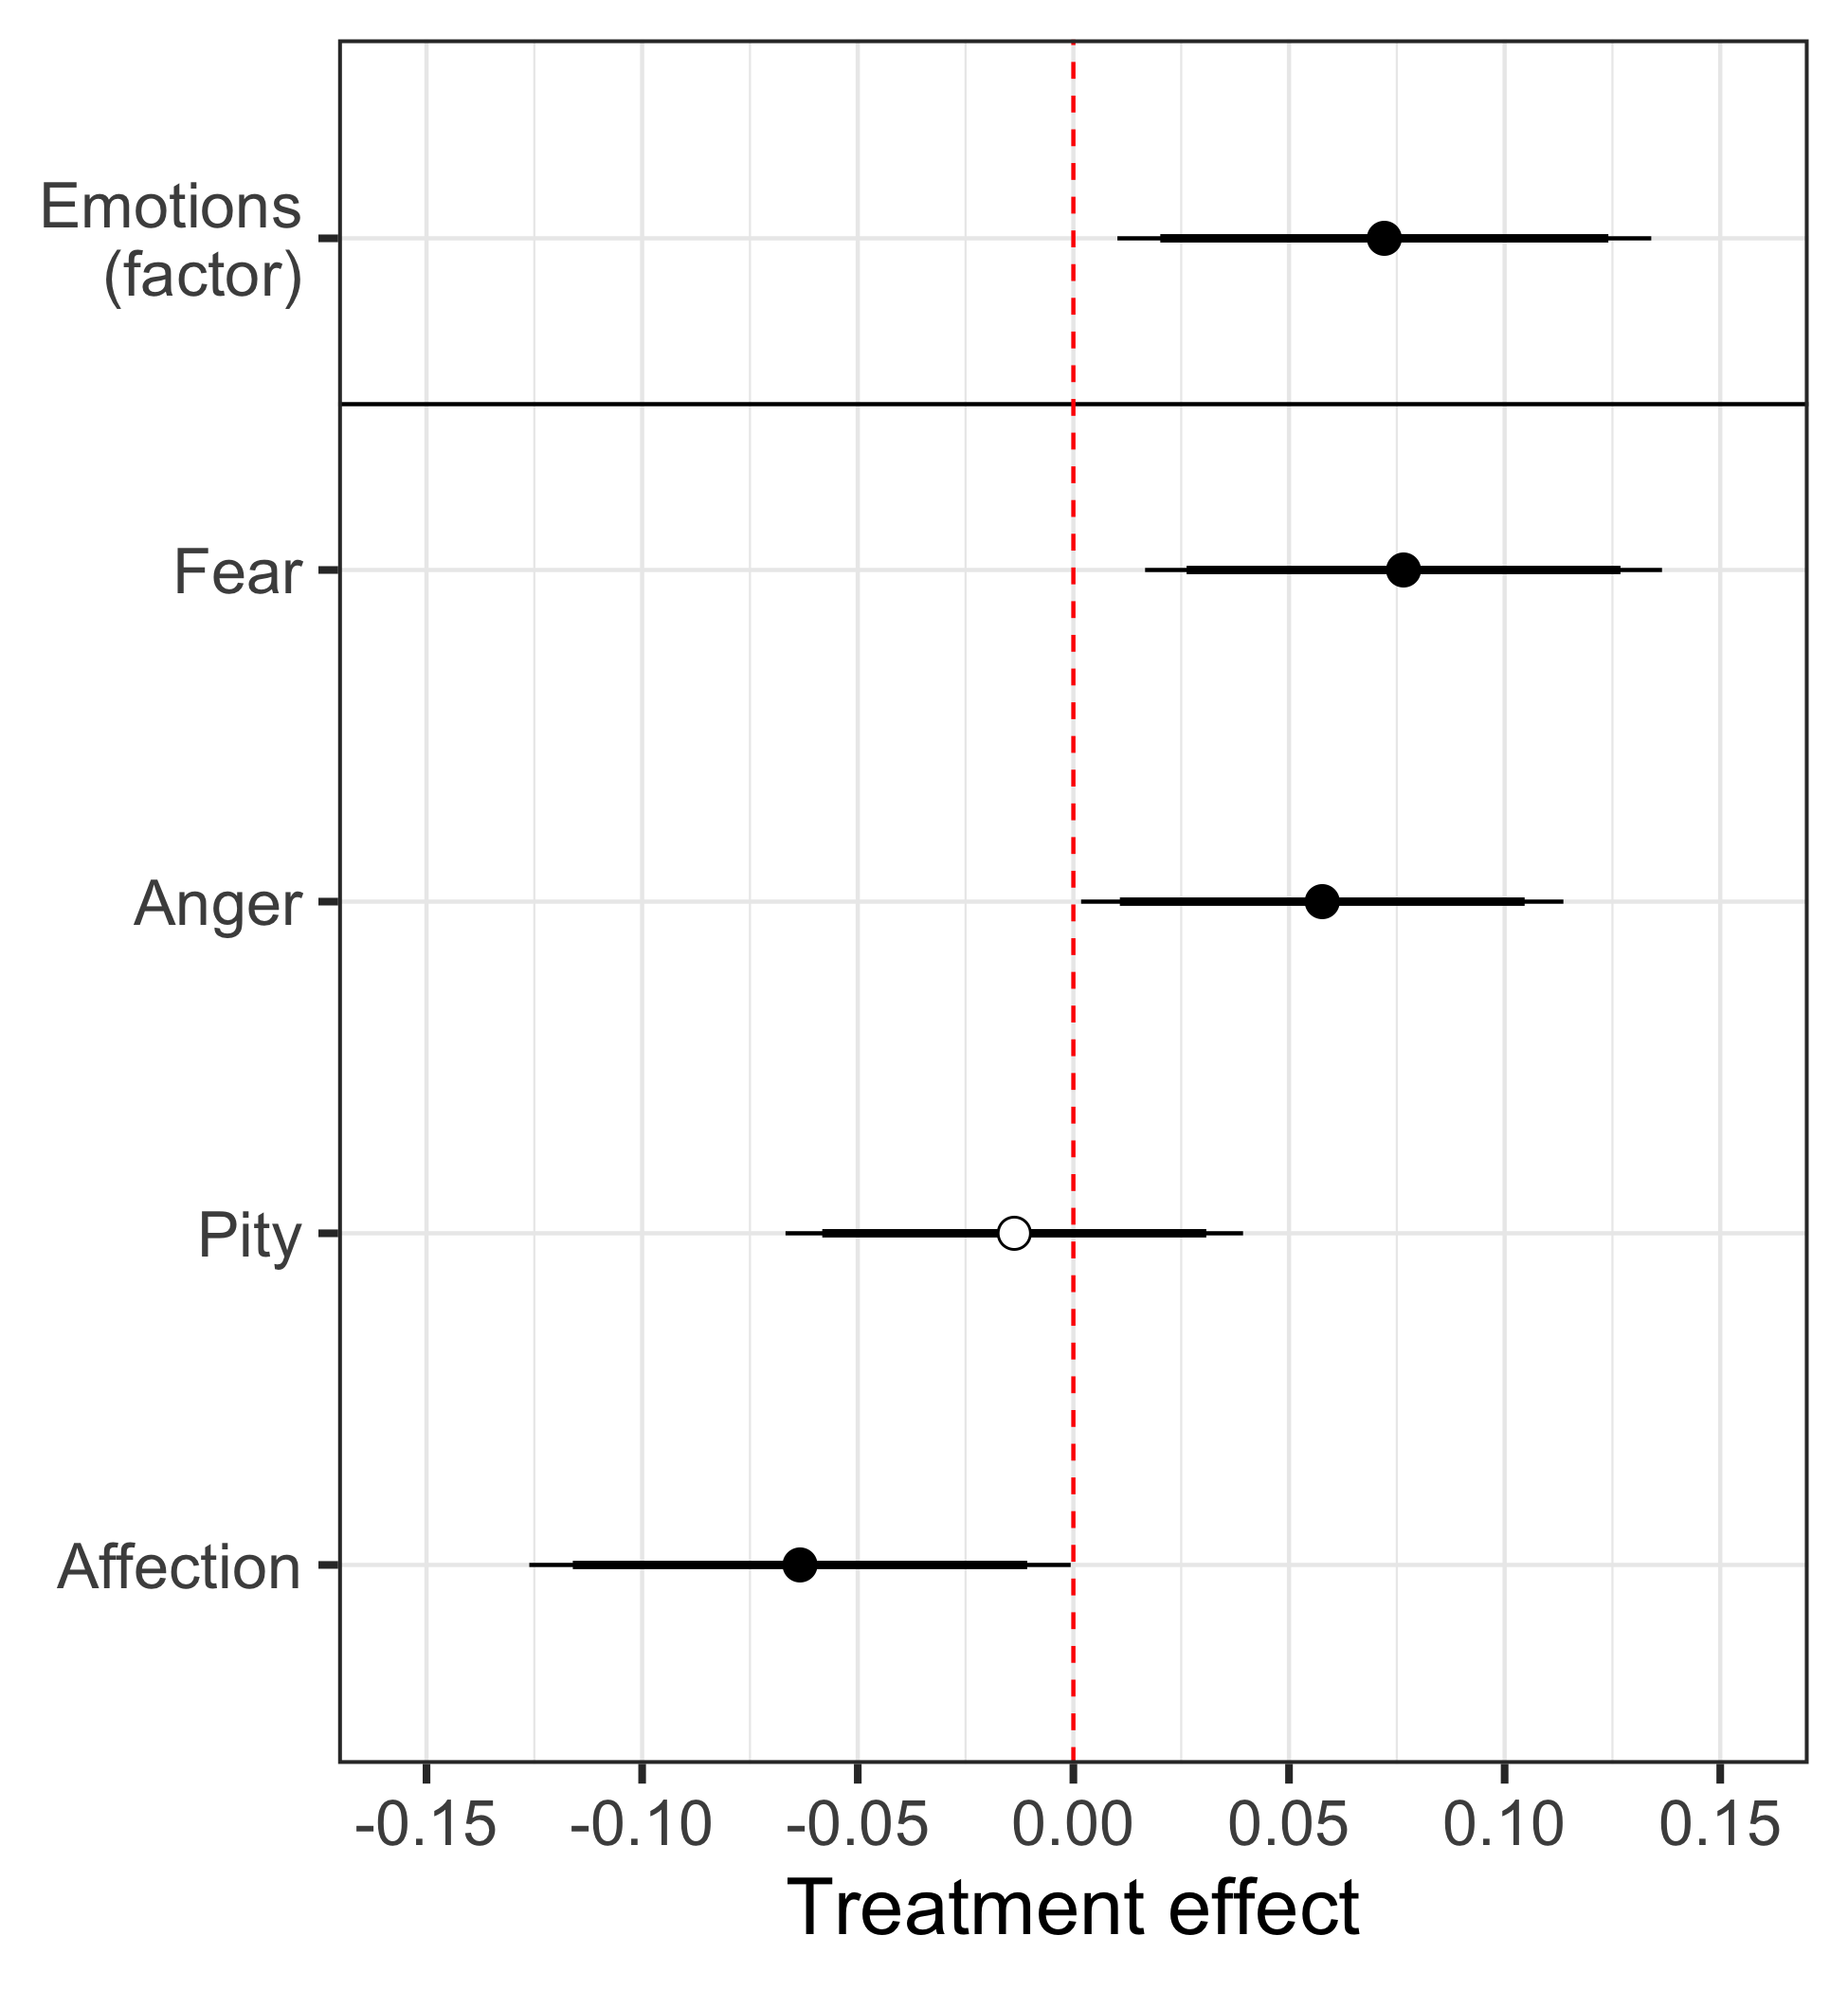 Emotions
(factor)
Fear
Anger
Pity
Affection
-0.15 -0.10 -0.05 0.00 0.05 0.10 0.15
Treatment effect